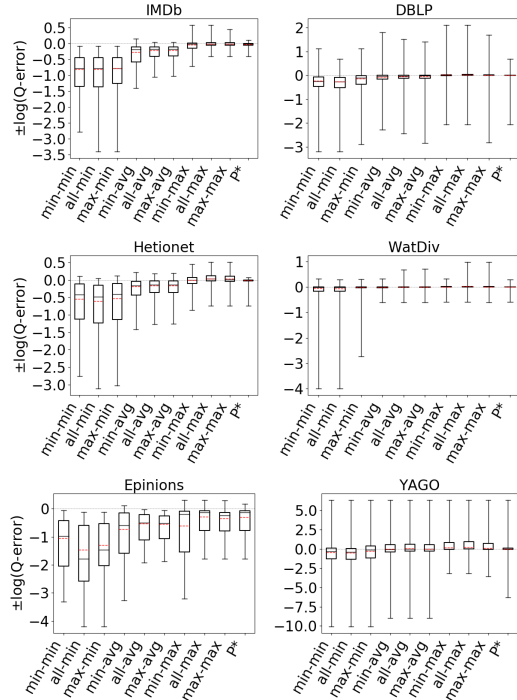 IMDb
±log(Q-error)
0.5
0.0
−0.5
−1.0
−1.5
−2.0
−2.5
−3.0
−3.5
min-min
all-min
max-min
min-avg
all-avg
max-avg
min-max
all-max
max-max
P*
DBLP
2
1
0
−1
−2
−3
min-min
all-min
max-min
min-avg
all-avg
max-avg
min-max
all-max
max-max
P*
Hetionet
±log(Q-error)
0.5
0.0
−0.5
−1.0
−1.5
−2.0
−2.5
−3.0
min-min
all-min
max-min
min-avg
all-avg
max-avg
min-max
all-max
max-max
P*
WatDiv
1
0
−1
−2
−3
−4
min-min
all-min
max-min
min-avg
all-avg
max-avg
min-max
all-max
max-max
P*
Epinions
±log(Q-error)
0
−1
−2
−3
−4
min-min
all-min
max-min
min-avg
all-avg
max-avg
min-max
all-max
max-max
P*
YAGO
5.0
2.5
0.0
−2.5
−5.0
−7.5
−10.0
min-min
all-min
max-min
min-avg
all-avg
max-avg
min-max
all-max
max-max
P*